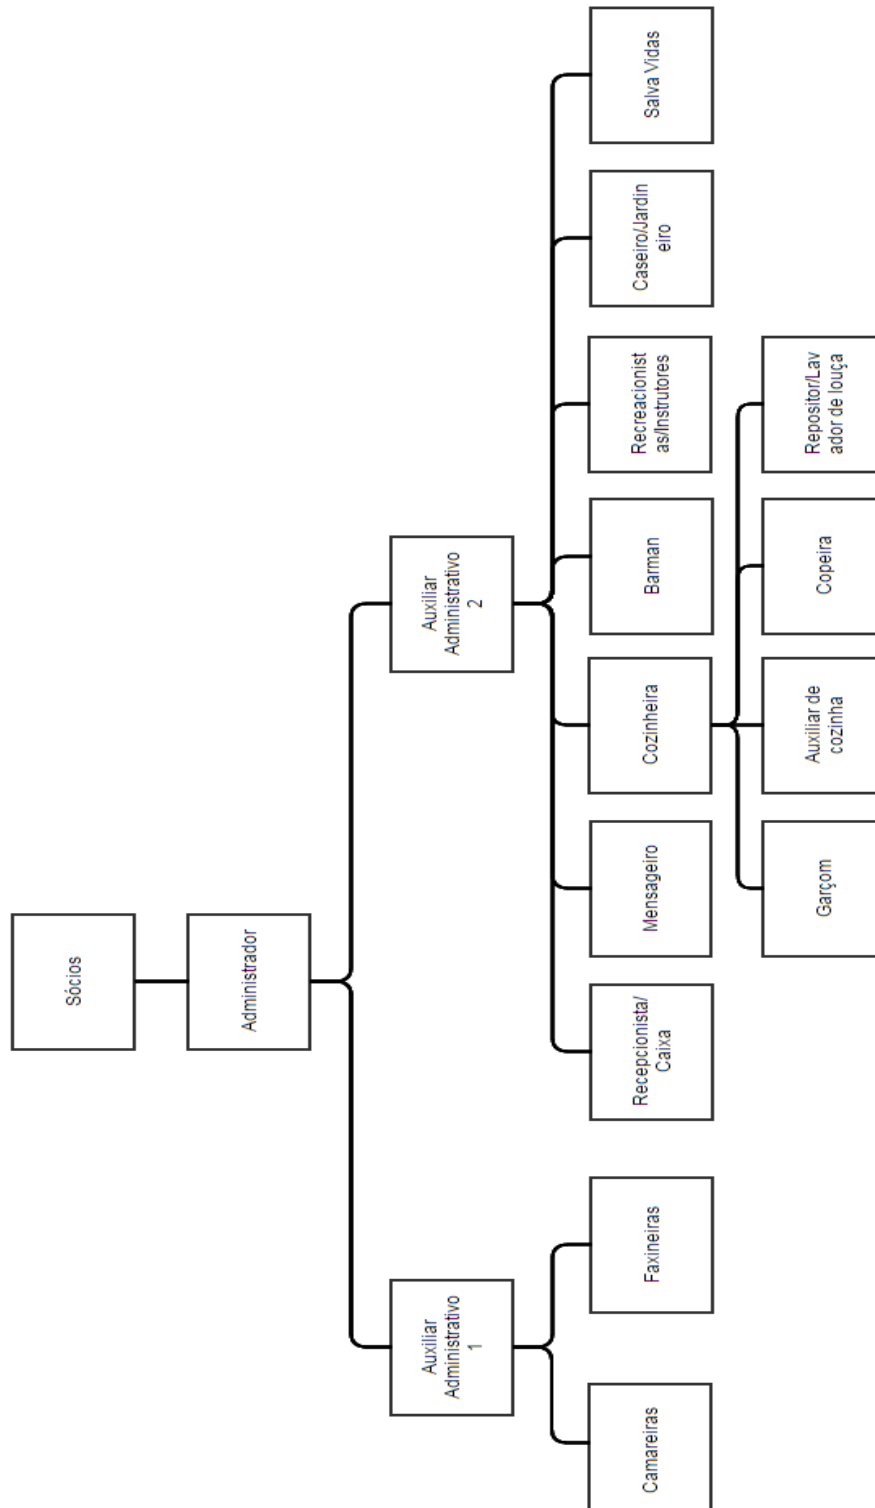 Sócios
Administrador
Auxiliar
Administrativo
1
Auxiliar
Administrativo
2
Camareiras
Faxineiras
Recepcionista/
Caixa
Mensageiro
Cozinheira
Barman
Recreacionist
as/Instrutores
Caseiro/Jardin
eiro
Salva Vidas
Garçom
Auxiliar de
cozinha
Copeira
Repositor/Lav
ador de louça